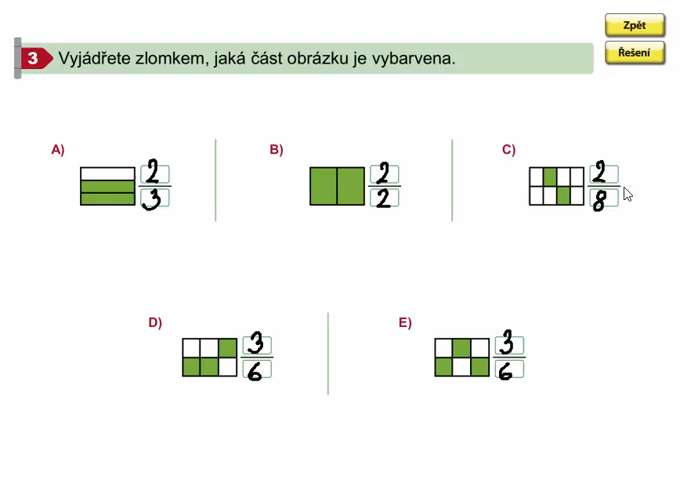 Zpět
3 Vyjádřete zlomkem, jaká část obrázku je vybarvena.
Řešení
A) B) C)
2 2 2
3 2 8
D) E)
3 3
6 6